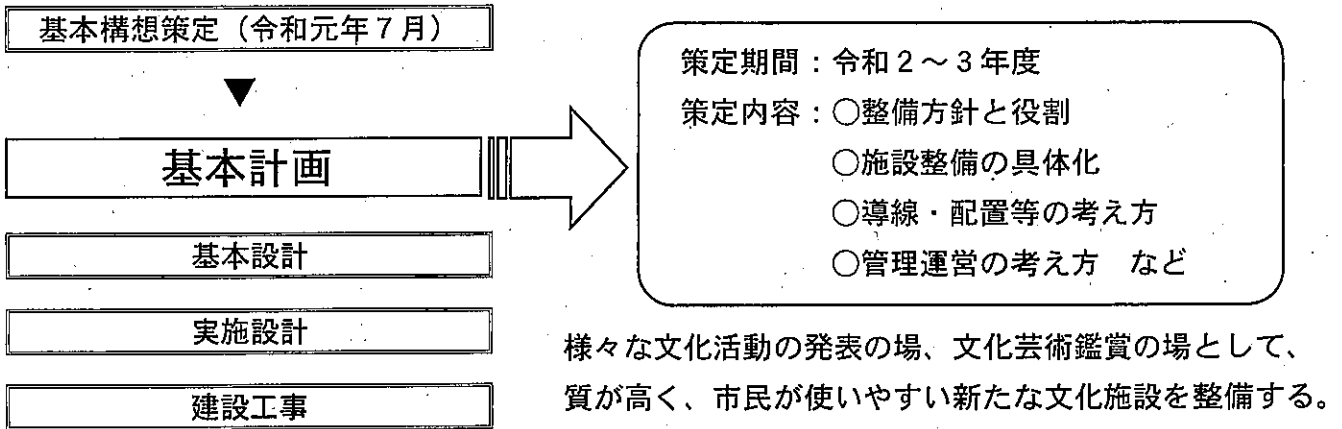 基本構想策定（令和元年７月）
▼
基本計画
基本設計
実施設計
建設工事
策定期間：令和２～３年度
策定内容：○整備方針と役割
○施設整備の具体化
○導線・配置等の考え方
○管理運営の考え方　など
様々な文化活動の発表の場、文化芸術鑑賞の場として、
質が高く、市民が使いやすい新たな文化施設を整備する。